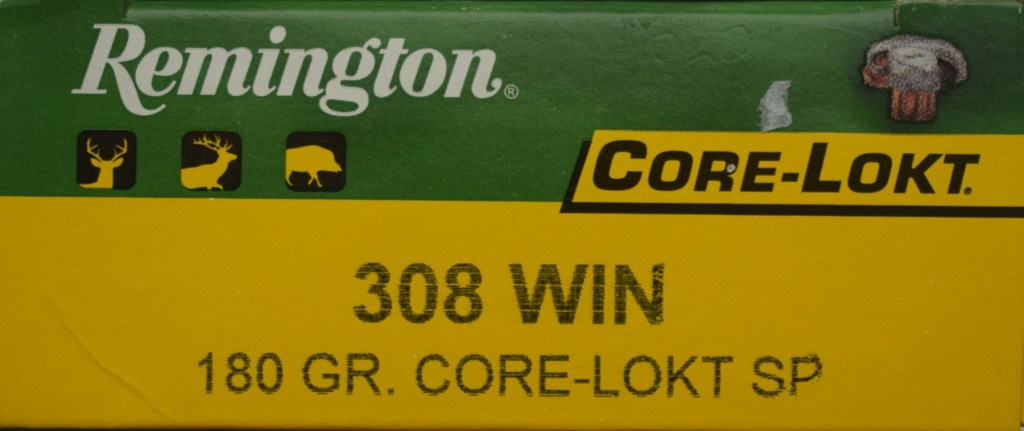 Remington®
CORE-LOKT.
308 WIN
180 GR. CORE-LOKT SP